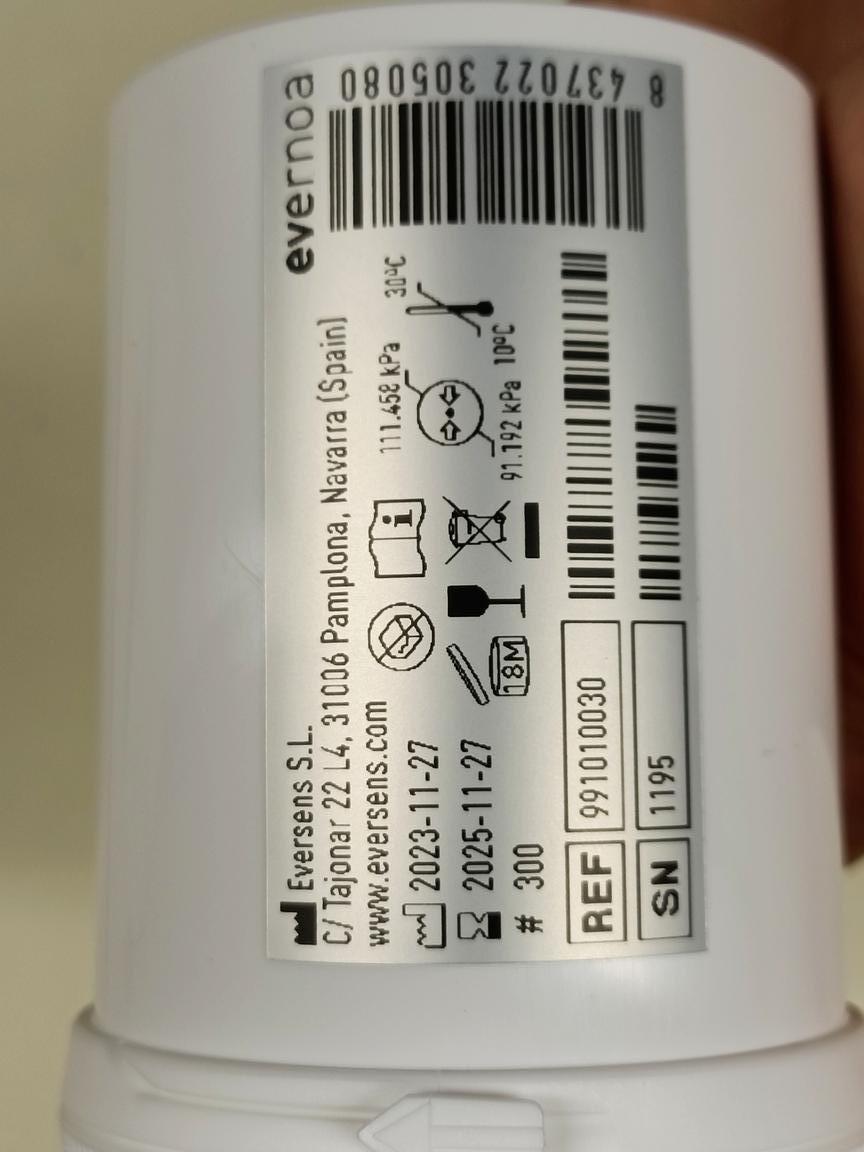 Eversens S.L.
evernoa
C/ Tajonar 22 L4, 31006 Pamplona, Navarra (Spain)
www.eversens.com
2023-11-27
2025-11-27
# 300
18M
111.458 kPa
91.192 kPa
30ºC
10ºC
REF 991010030
SN 1195
8 437022 305080